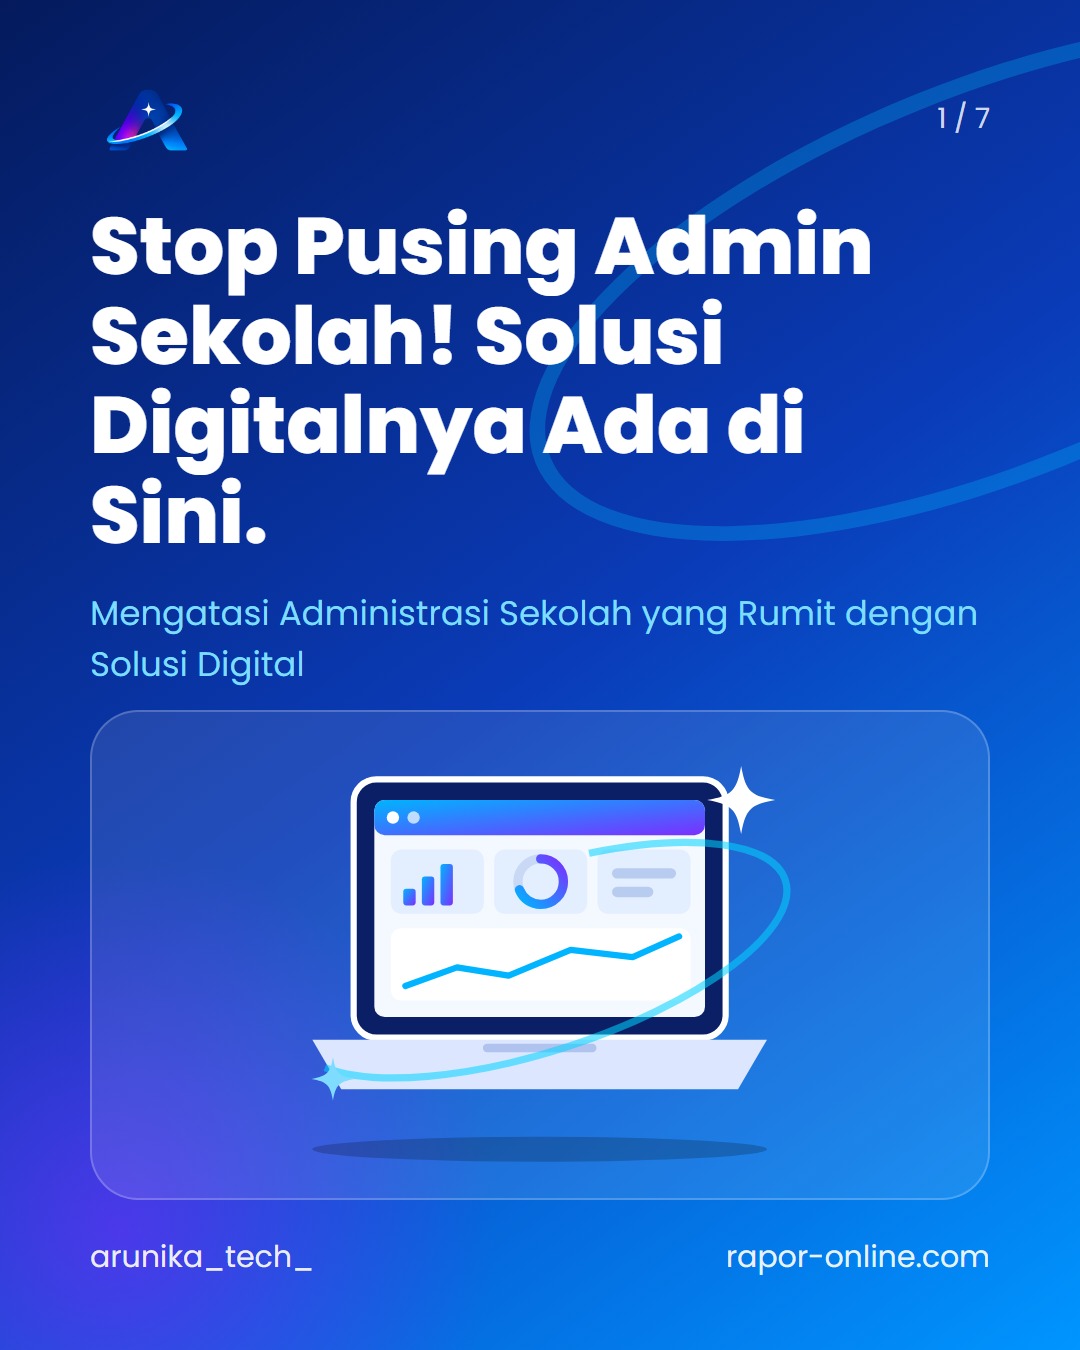 1 / 7
Stop Pusing Admin
Sekolah! Solusi
Digitalnya Ada di
Sini.
Mengatasi Administrasi Sekolah yang Rumit dengan
Solusi Digital
arunika_tech_
rapor-online.com